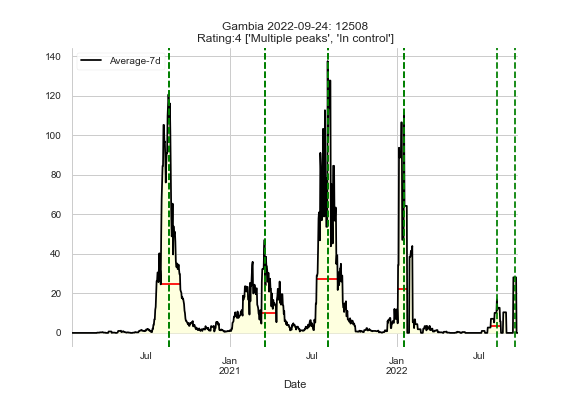 Gambia 2022-09-24: 12508
Rating:4 ['Multiple peaks', 'In control']
Average-7d
140
120
100
80
60
40
20
0
Jul
Jan
2021
Jul
Jan
2022
Jul
Date